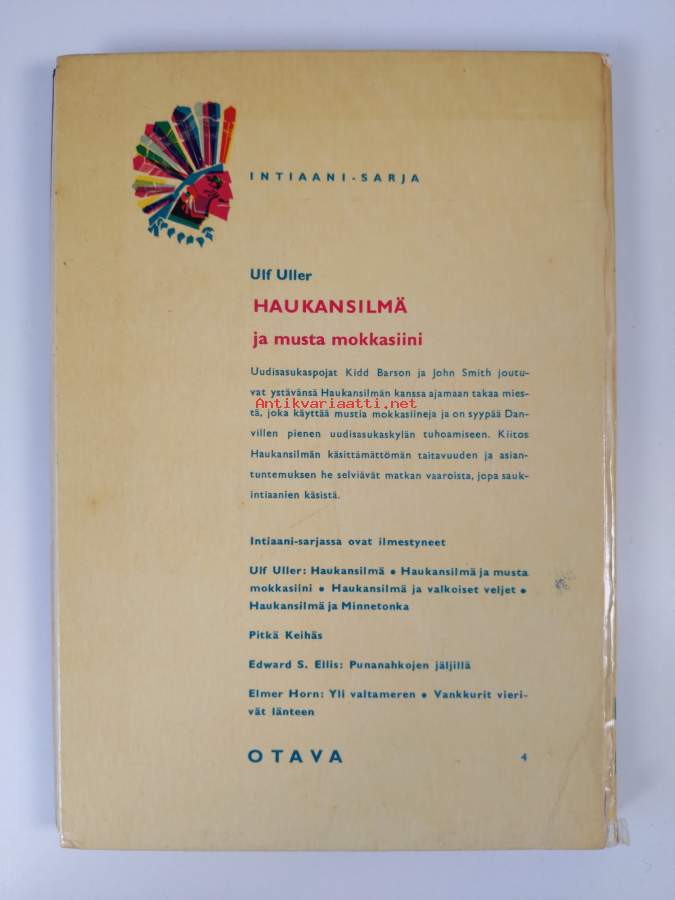 INTIAANI-SARJA
Ulf Uller
HAUKANSILMÄ
ja musta mokkasiini
Uudisasukaspojat Kidd Barson ja John Smith joutu-
vat ystävänsä Haukansilmän kanssa ajamaan takaa mies-
Antikvariaatti.net
tä, joka käyttää mustia mokkasiineja ja on syypää Dan-
villen pienen uudisasukaskylän tuhoamiseen. Kiitos
Haukansilmän käsittämättömän taitavuuden ja asian-
tuntemuksen he selviävät matkan vaaroista, jopa sauk-
intiaanien käsistä.
Intiaani-sarjassa ovat ilmestyneet
Ulf Uller: Haukansilmä • Haukansilmä ja musta
mokkasiini • Haukansilmä ja valkoiset veljet •
Haukansilmä ja Minnetonka
Pitkä Keihäs
Edward S. Ellis: Punanahkojen jäljillä
Elmer Horn: Yli valtameren • Vankkurit vieri-
vät länteen
OTAVA 4